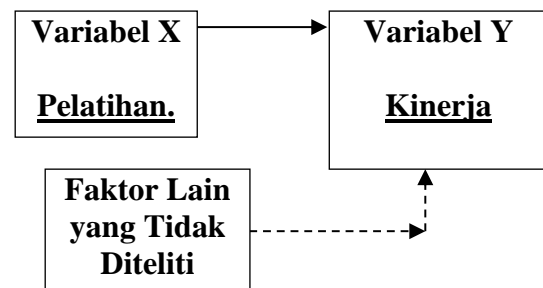 Variabel X
Pelatihan.
Variabel Y
Kinerja
Faktor Lain
yang Tidak
Diteliti